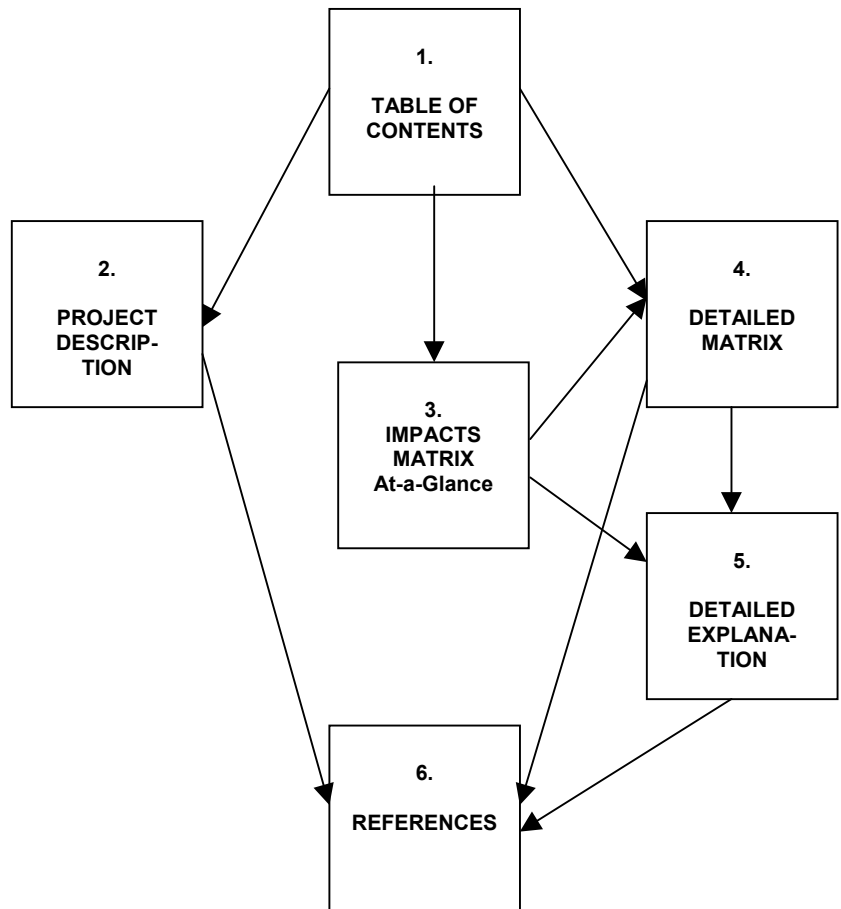 1.
TABLE OF
CONTENTS
2.
PROJECT
DESCRIP-
TION
3.
IMPACTS
MATRIX
At-a-Glance
4.
DETAILED
MATRIX
5.
DETAILED
EXPLANA-
TION
6.
REFERENCES